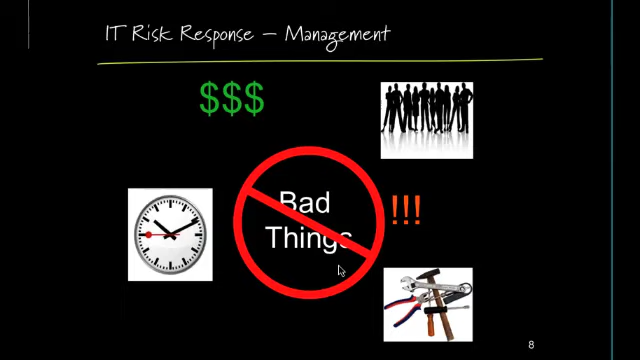 IT Risk Response – Management
$$$
Bad
Things
!!!
8